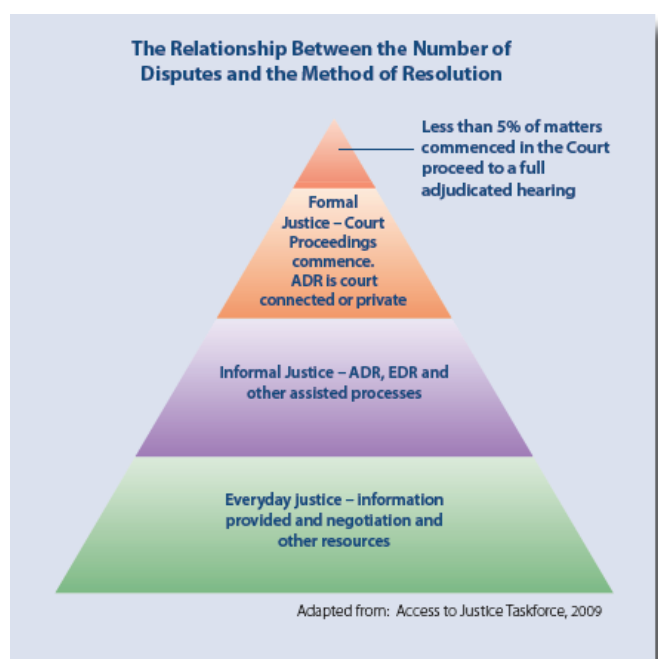 The Relationship Between the Number of
Disputes and the Method of Resolution
Less than 5% of matters
commenced in the Court
proceed to a full
adjudicated hearing
Formal
Justice – Court
Proceedings
commence.
ADR is court
connected or private
Informal Justice – ADR, EDR and
other assisted processes
Everyday justice – information
provided and negotiation and
other resources
Adapted from: Access to Justice Taskforce, 2009